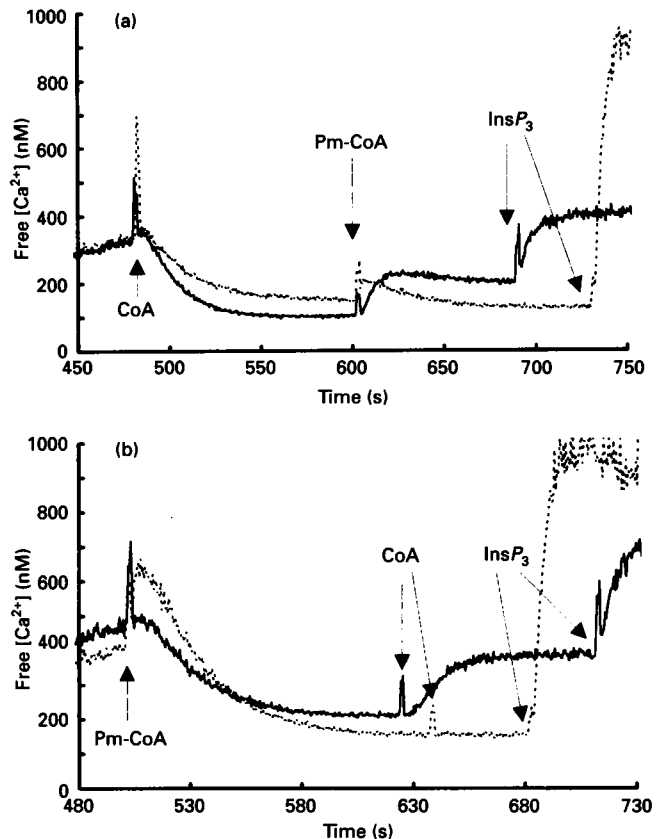 (a)
1000
800
600
400
200
0
Free [Ca2+] (nM)
CoA
Pm-CoA
InsP3
450 500 550 600 650 700 750
Time (s)
(b)
1000
800
600
400
200
0
Free [Ca2+] (nM)
Pm-CoA
CoA
InsP3
480 530 580 630 680 730
Time (s)